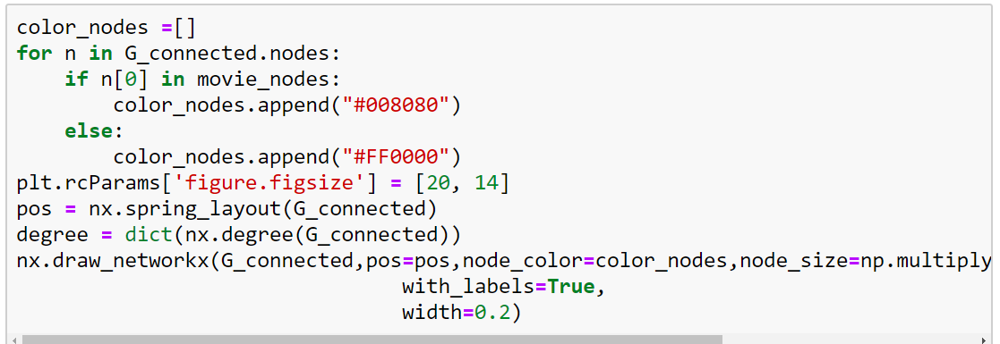 color_nodes =[]
for n in G_connected.nodes:
    if n[0] in movie_nodes:
        color_nodes.append("#008080")
    else:
        color_nodes.append("#FF0000")
plt.rcParams['figure.figsize'] = [20, 14]
pos = nx.spring_layout(G_connected)
degree = dict(nx.degree(G_connected))
nx.draw_networkx(G_connected,pos=pos,node_color=color_nodes,node_size=np.multiply
                                with_labels=True,
                                width=0.2)